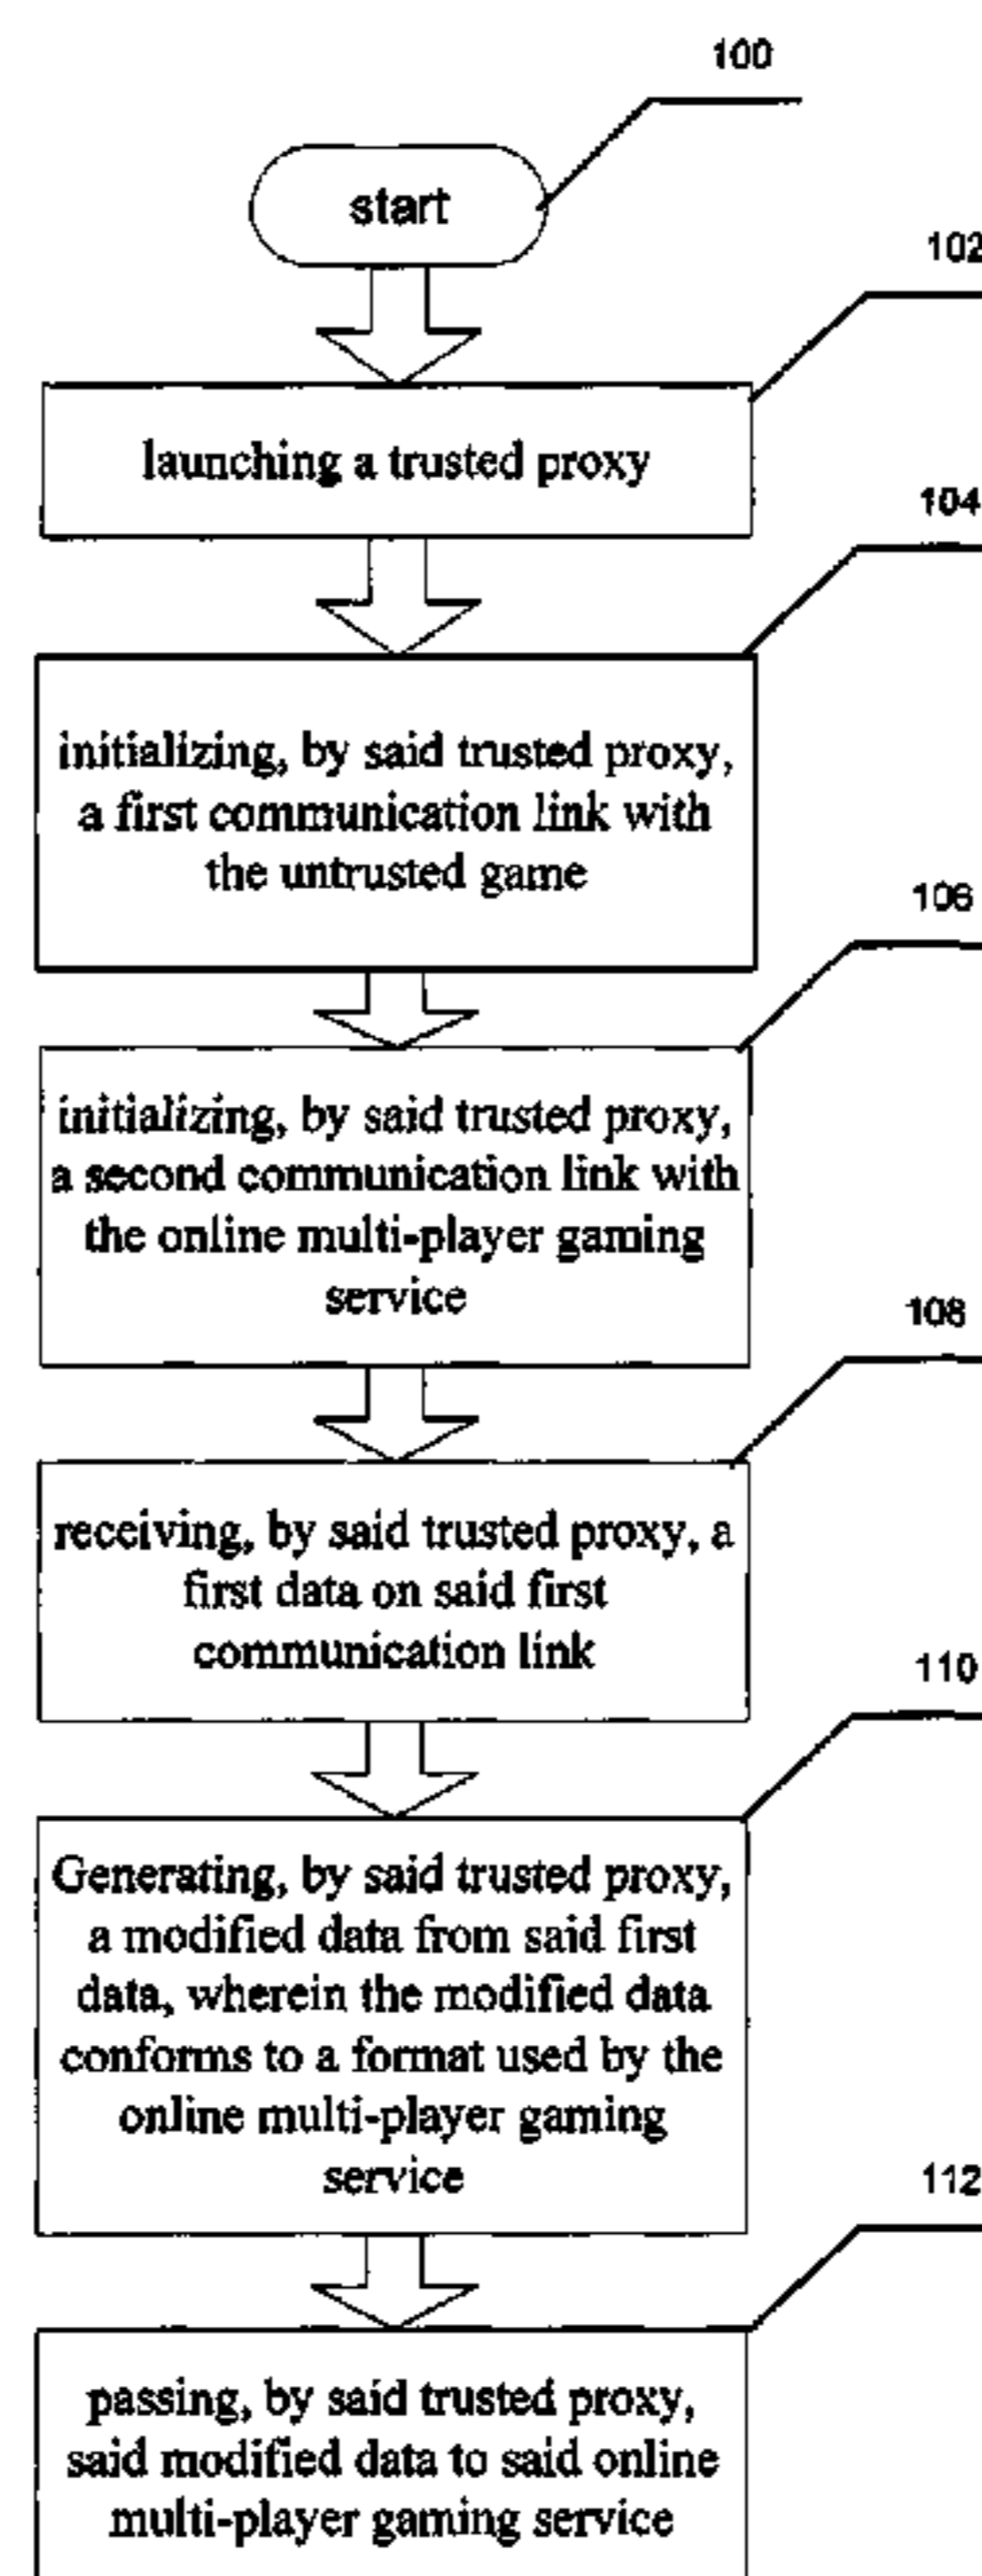 100
start
102
launching a trusted proxy
104
initializing, by said trusted proxy,
a first communication link with
the untrusted game
106
initializing, by said trusted proxy,
a second communication link with
the online multi-player gaming
service
108
receiving, by said trusted proxy, a
first data on said first
communication link
110
Generating, by said trusted proxy,
a modified data from said first
data, wherein the modified data
conforms to a format used by the
online multi-player gaming
service
112
passing, by said trusted proxy,
said modified data to said online
multi-player gaming service